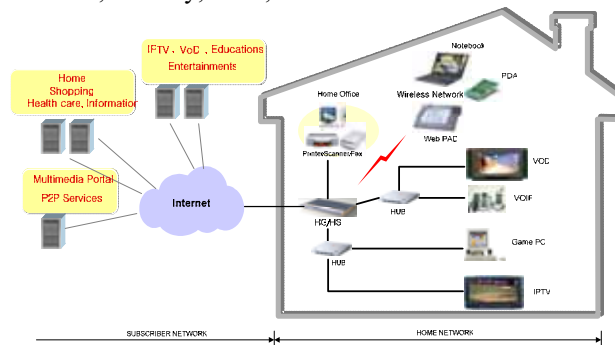 IPTV, VoD, Educations
Entertainments
Home
Shopping
Health care, Information
Multimedia Portal
P2P Services
Internet
Notebook
PDA
Wireless Network
Web PAD
Home Office
Printer/Scanner/Fax
HG/HS
HUB
HUB
VOD
VOIP
Game PC
IPTV
SUBSCRIBER NETWORK
HOME NETWORK